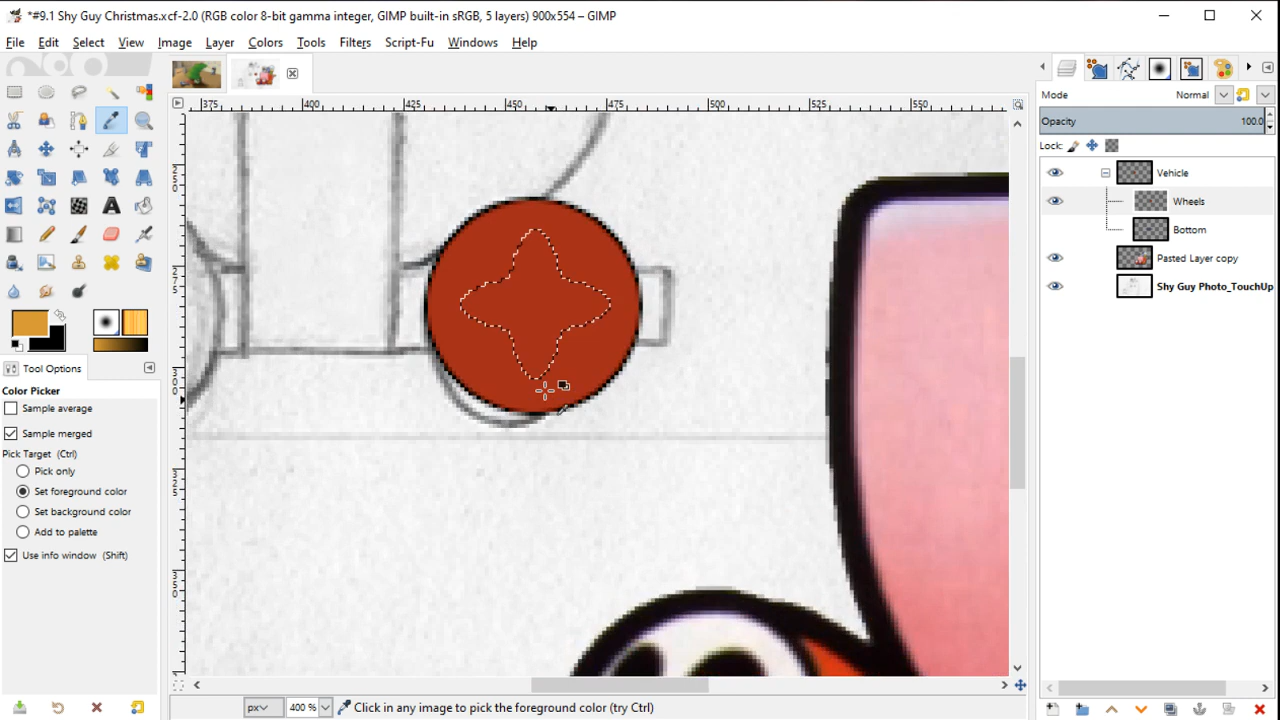 *#9.1 Shy Guy Christmas.xcf-2.0 (RGB color 8-bit gamma integer, GIMP built-in sRGB, 5 layers) 900x554 – GIMP
File Edit Select View Image Layer Colors Tools Filters Script-Fu Windows Help
375 400 425 450 475 500 525 550
Mode Normal
Opacity 100.0
Lock:
250
275
300
325
350
Vehicle
Wheels
Bottom
Pasted Layer copy
Shy Guy Photo_TouchUp
Tool Options
Color Picker
Sample average
Sample merged
Pick Target (Ctrl)
Pick only
Set foreground color
Set background color
Add to palette
Use info window (Shift)
px 400 % Click in any image to pick the foreground color (try Ctrl)